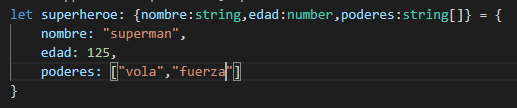 let superheroe: {nombre:string,edad:number,poderes:string[]} = {
nombre: "superman",
edad: 125,
poderes: ["vola","fuerza"]
}